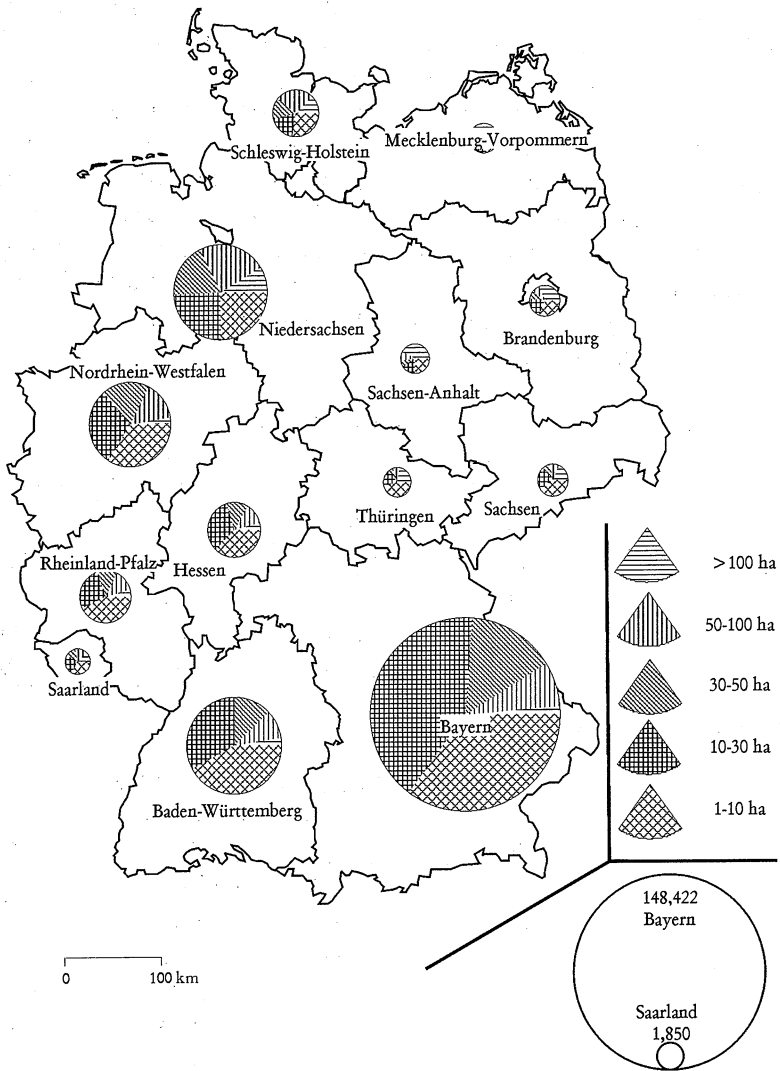 Schleswig-Holstein
Mecklenburg-Vorpommern
Niedersachsen
Brandenburg
Nordrhein-Westfalen
Sachsen-Anhalt
Thüringen
Sachsen
Rheinland-Pfalz
Hessen
Saarland
Bayern
Baden-Württemberg
>100 ha
50-100 ha
30-50 ha
10-30 ha
1-10 ha
148,422
Bayern
Saarland
1,850
0 100 km